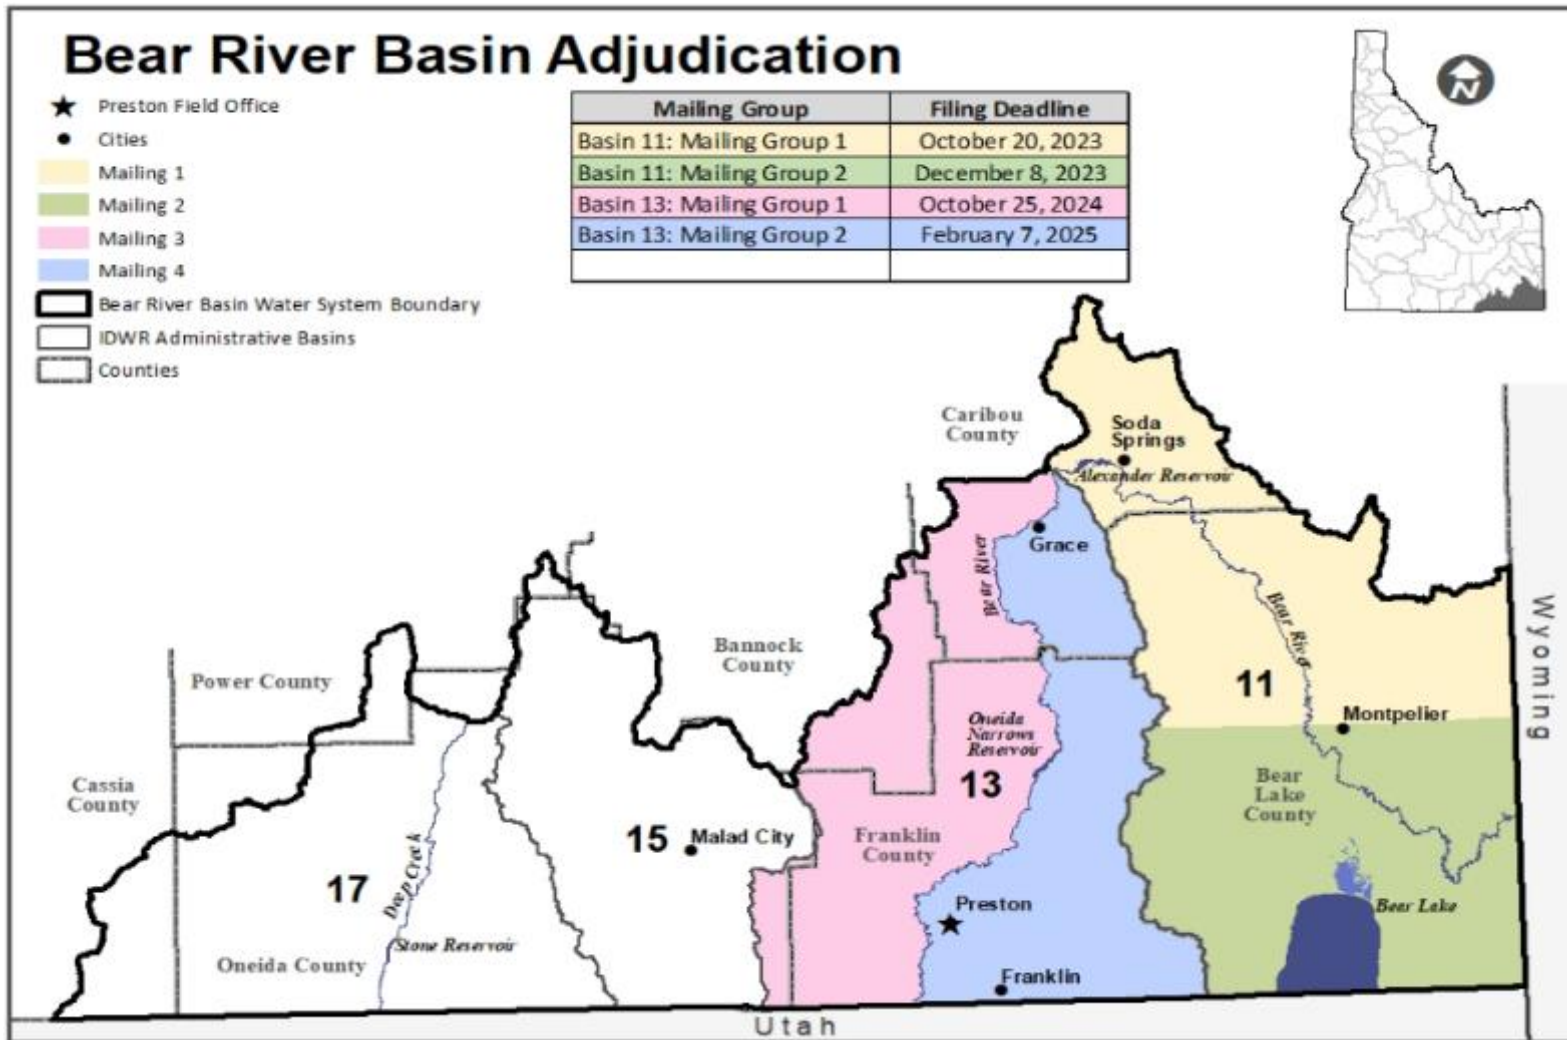 Bear River Basin Adjudication
Preston Field Office
Cities
Mailing 1
Mailing 2
Mailing 3
Mailing 4
Bear River Basin Water System Boundary
IDWR Administrative Basins
Counties
Mailing Group Filing Deadline
Basin 11: Mailing Group 1 October 20, 2023
Basin 11: Mailing Group 2 December 8, 2023
Basin 13: Mailing Group 1 October 25, 2024
Basin 13: Mailing Group 2 February 7, 2025
N
Caribou
County
Soda
Springs
Alexander Reservoir
Grace
Bear River
Bear River
Wyoming
Bannock
County
Power County
11
Montpelier
Oneida
Narrows
Reservoir
13
Cassia
County
Bear
Lake
County
15
Malad City
Franklin
County
17
Deep Creek
Preston
Bear Lake
Stone Reservoir
Oneida County
Franklin
Utah